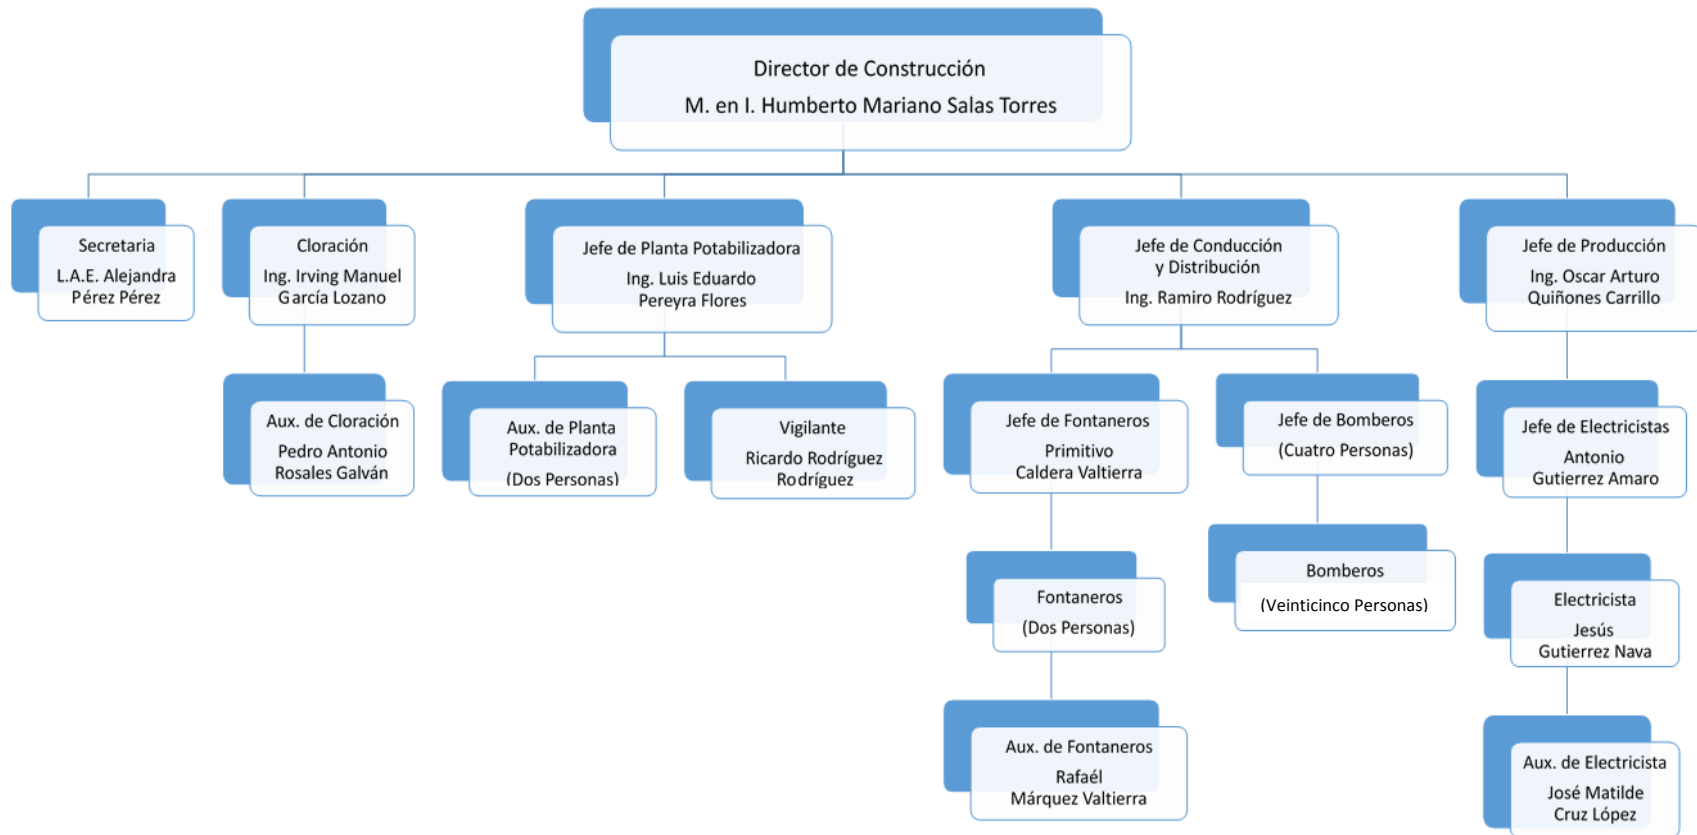 Director de Construcción
M. en I. Humberto Mariano Salas Torres
Secretaria
L.A.E. Alejandra
Pérez Pérez
Cloración
Ing. Irving Manuel
García Lozano
Jefe de Planta Potabilizadora
Ing. Luis Eduardo
Pereyra Flores
Jefe de Conducción
y Distribución
Ing. Ramiro Rodríguez
Jefe de Producción
Ing. Oscar Arturo
Quiñones Carrillo
Aux. de Cloración
Pedro Antonio
Rosales Galván
Aux. de Planta
Potabilizadora
(Dos Personas)
Vigilante
Ricardo Rodríguez
Rodríguez
Jefe de Fontaneros
Primitivo
Caldera Valtierra
Jefe de Bomberos
(Cuatro Personas)
Jefe de Electricistas
Antonio
Gutierrez Amaro
Fontaneros
(Dos Personas)
Bomberos
(Veinticinco Personas)
Electricista
Jesús
Gutierrez Nava
Aux. de Fontaneros
Rafaél
Márquez Valtierra
Aux. de Electricista
José Matilde
Cruz López